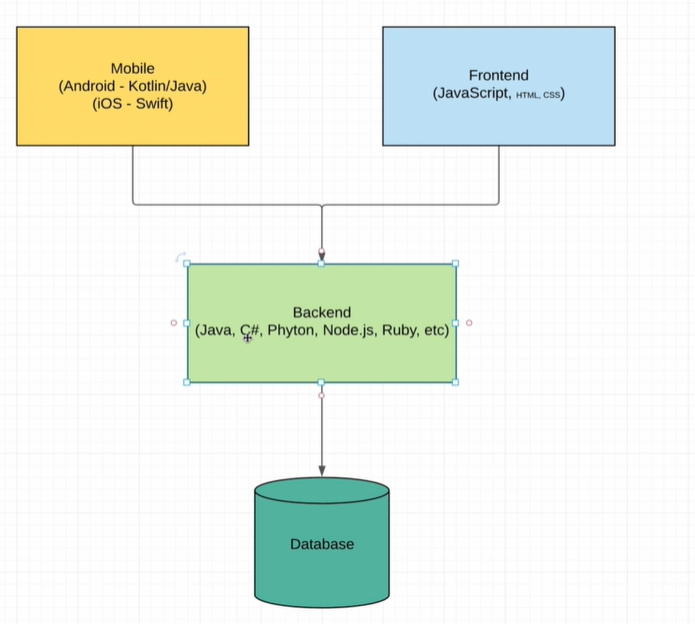 Mobile
(Android - Kotlin/Java)
(iOS - Swift)
Frontend
(JavaScript, HTML, CSS)
Backend
(Java, C#, Phyton, Node.js, Ruby, etc)
Database